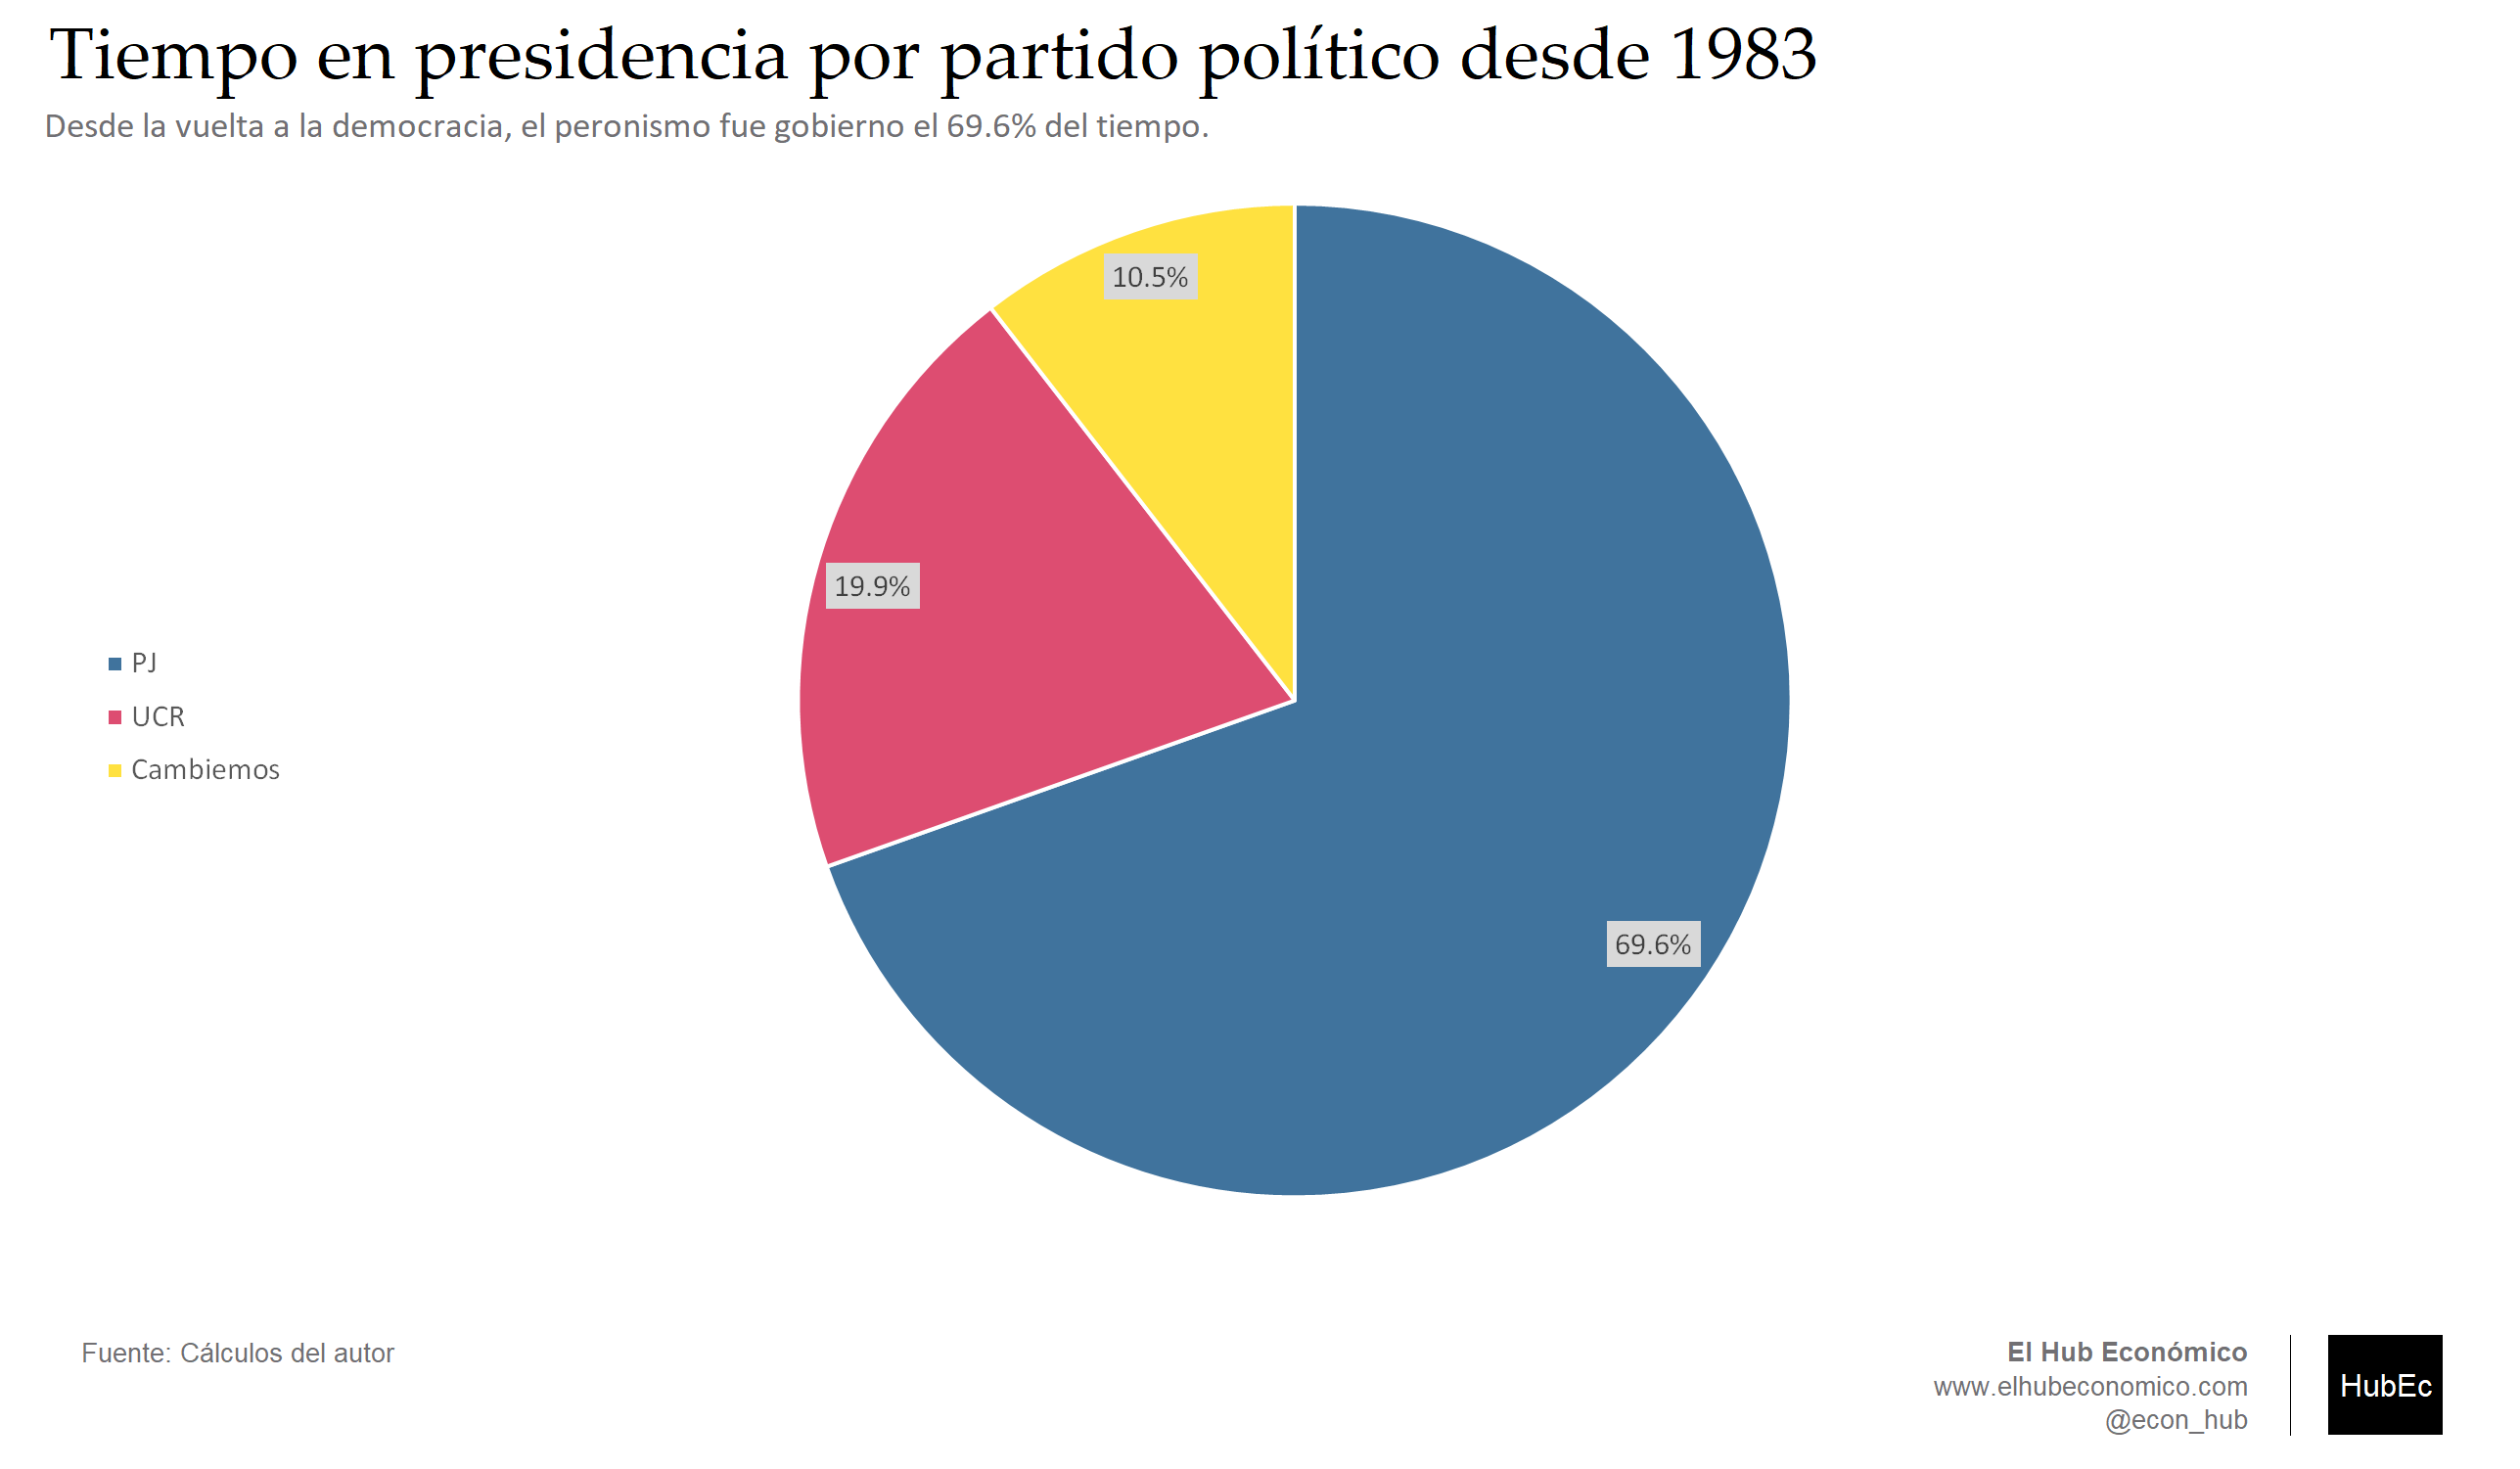 Tiempo en presidencia por partido político desde 1983
Desde la vuelta a la democracia, el peronismo fue gobierno el 69.6% del tiempo.
10.5%
19.9%
PJ
UCR
Cambiemos
69.6%
Fuente: Cálculos del autor
El Hub Económico
www.elhubeconomico.com
@econ_hub
HubEc